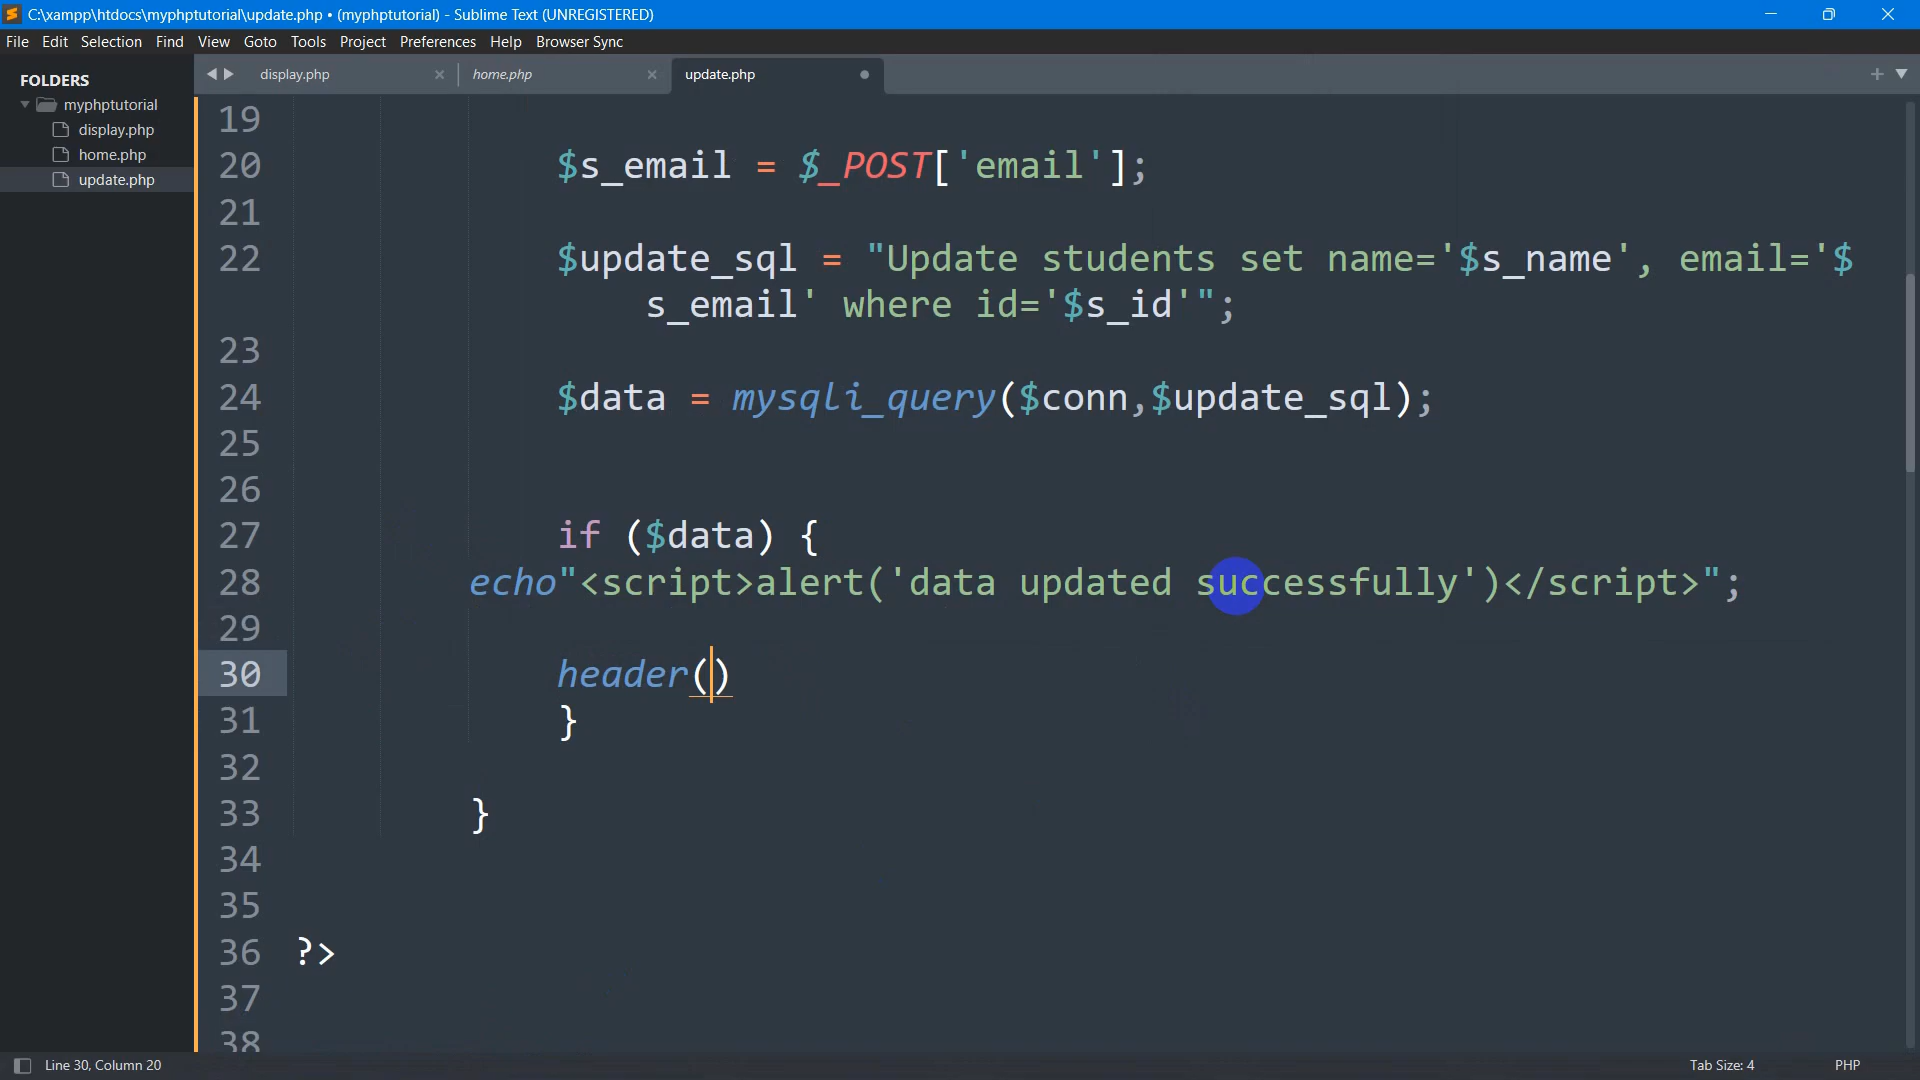 C:\xampp\htdocs\myphptutorial\update.php • (myphptutorial) - Sublime Text (UNREGISTERED)
File Edit Selection Find View Goto Tools Project Preferences Help Browser Sync
FOLDERS
myphptutorial
display.php
home.php
update.php
display.php home.php update.php
19
20 $s_email = $_POST['email'];
21
22 $update_sql = "Update students set name='$s_name', email='$
s_email' where id='$s_id'";
23
24 $data = mysqli_query($conn,$update_sql);
25
26
27 if ($data) {
28 echo"<script>alert('data updated successfully')</script>";
29
30 header()
31 }
32
33 }
34
35
36 ?>
37
38
Line 30, Column 20 Tab Size: 4 PHP